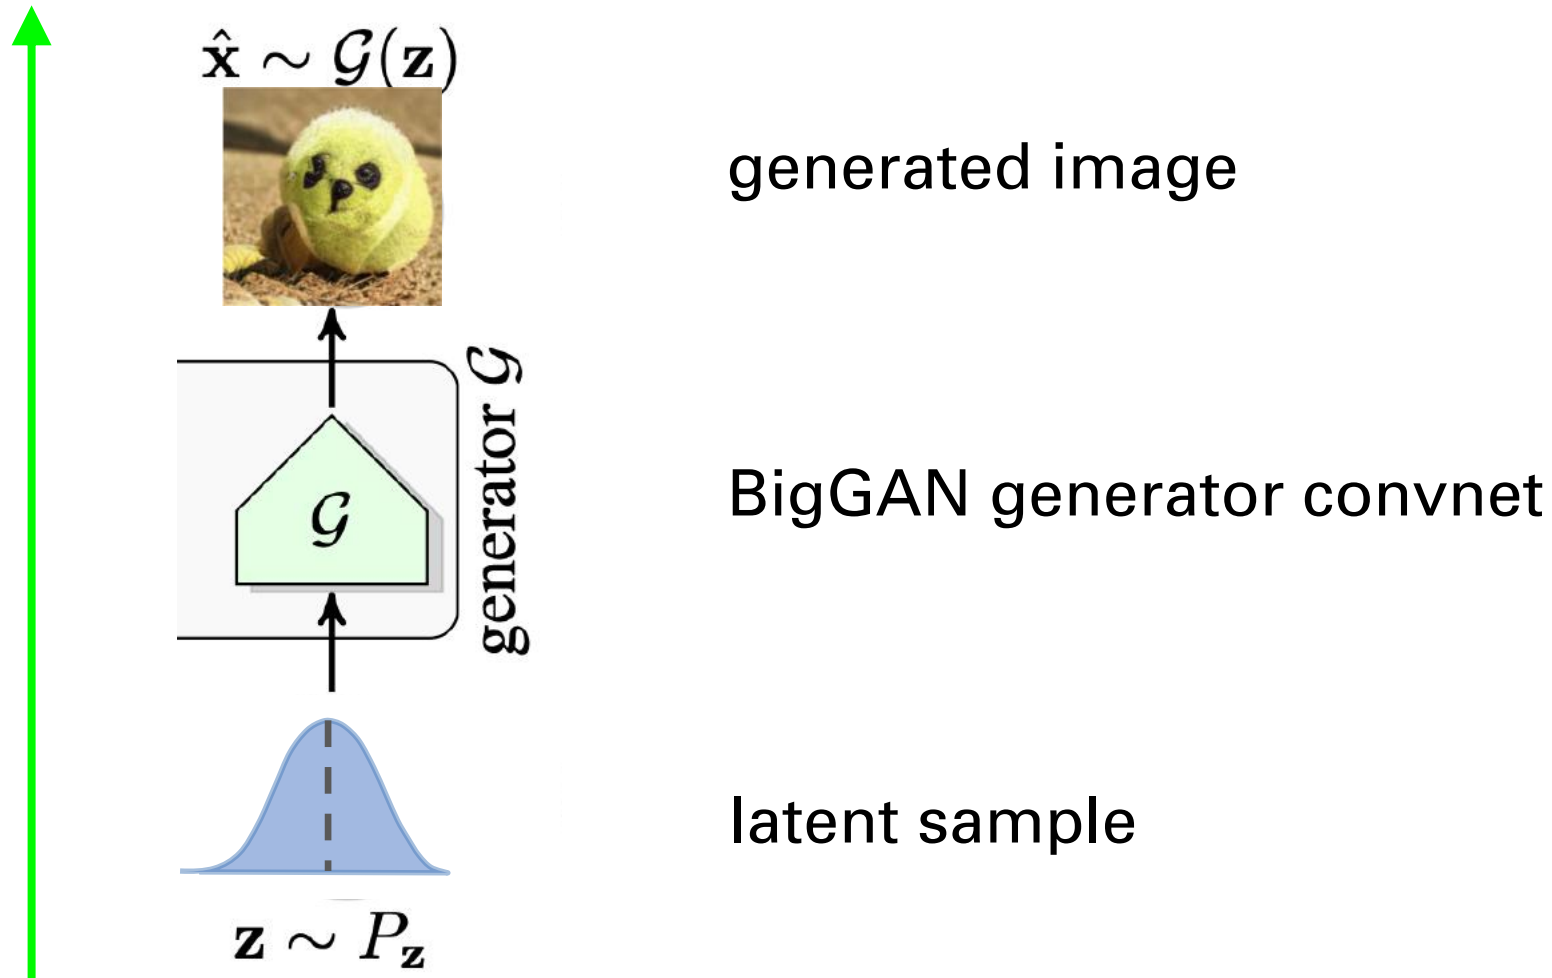 x̂ ∼ 𝒢(z)
generated image
generator 𝒢
𝒢
BigGAN generator convnet
latent sample
z ∼ P_z